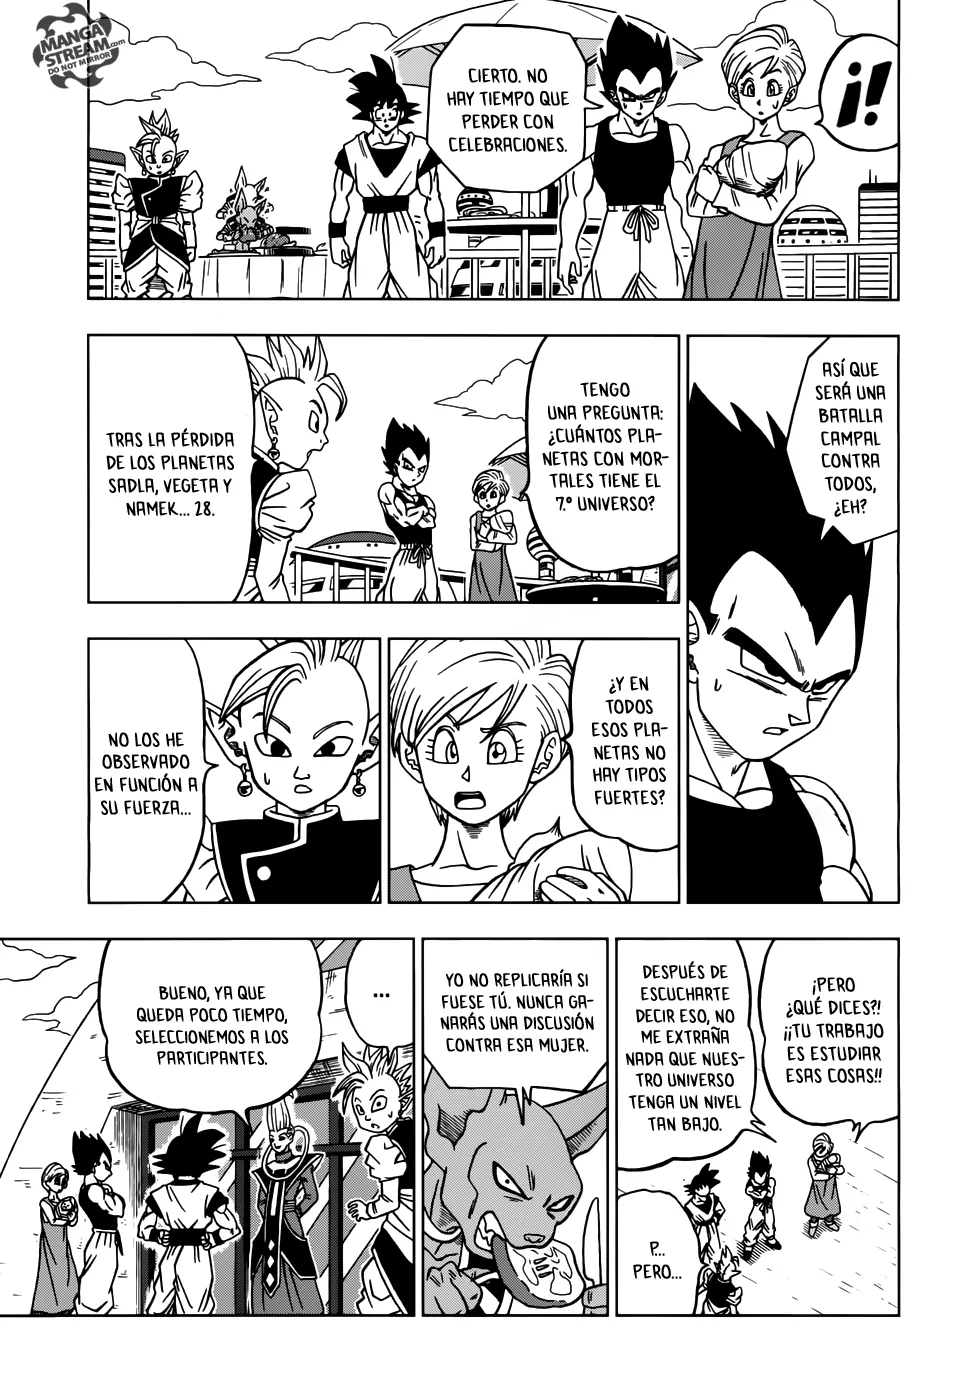 MANGA
STREAM.com
DO NOT MIRROR
¡!
CIERTO. NO
HAY TIEMPO QUE
PERDER CON
CELEBRACIONES.
ASÍ QUE
SERÁ UNA
BATALLA
CAMPAL
CONTRA
TODOS,
¿EH?
TENGO
UNA PREGUNTA:
¿CUÁNTOS PLA-
NETAS CON MOR-
TALES TIENE EL
7.º UNIVERSO?
TRAS LA PÉRDIDA
DE LOS PLANETAS
SADLA, VEGETA Y
NAMEK... 28.
¿Y EN
TODOS
ESOS PLA-
NETAS NO
HAY TIPOS
FUERTES?
NO LOS HE
OBSERVADO
EN FUNCIÓN A
SU FUERZA...
¡PERO
¿QUÉ DICES?!
¡¡TU TRABAJO
ES ESTUDIAR
ESAS COSAS!!
DESPUÉS DE
ESCUCHARTE
DECIR ESO, NO
ME EXTRAÑA
NADA QUE NUES-
TRO UNIVERSO
TENGA UN NIVEL
TAN BAJO.
P...
PERO...
YO NO REPLICARÍA SI
FUESE TÚ. NUNCA GA-
NARÁS UNA DISCUSIÓN
CONTRA ESA MUJER.
...
BUENO, YA QUE
QUEDA POCO TIEMPO,
SELECCIONEMOS A LOS
PARTICIPANTES.